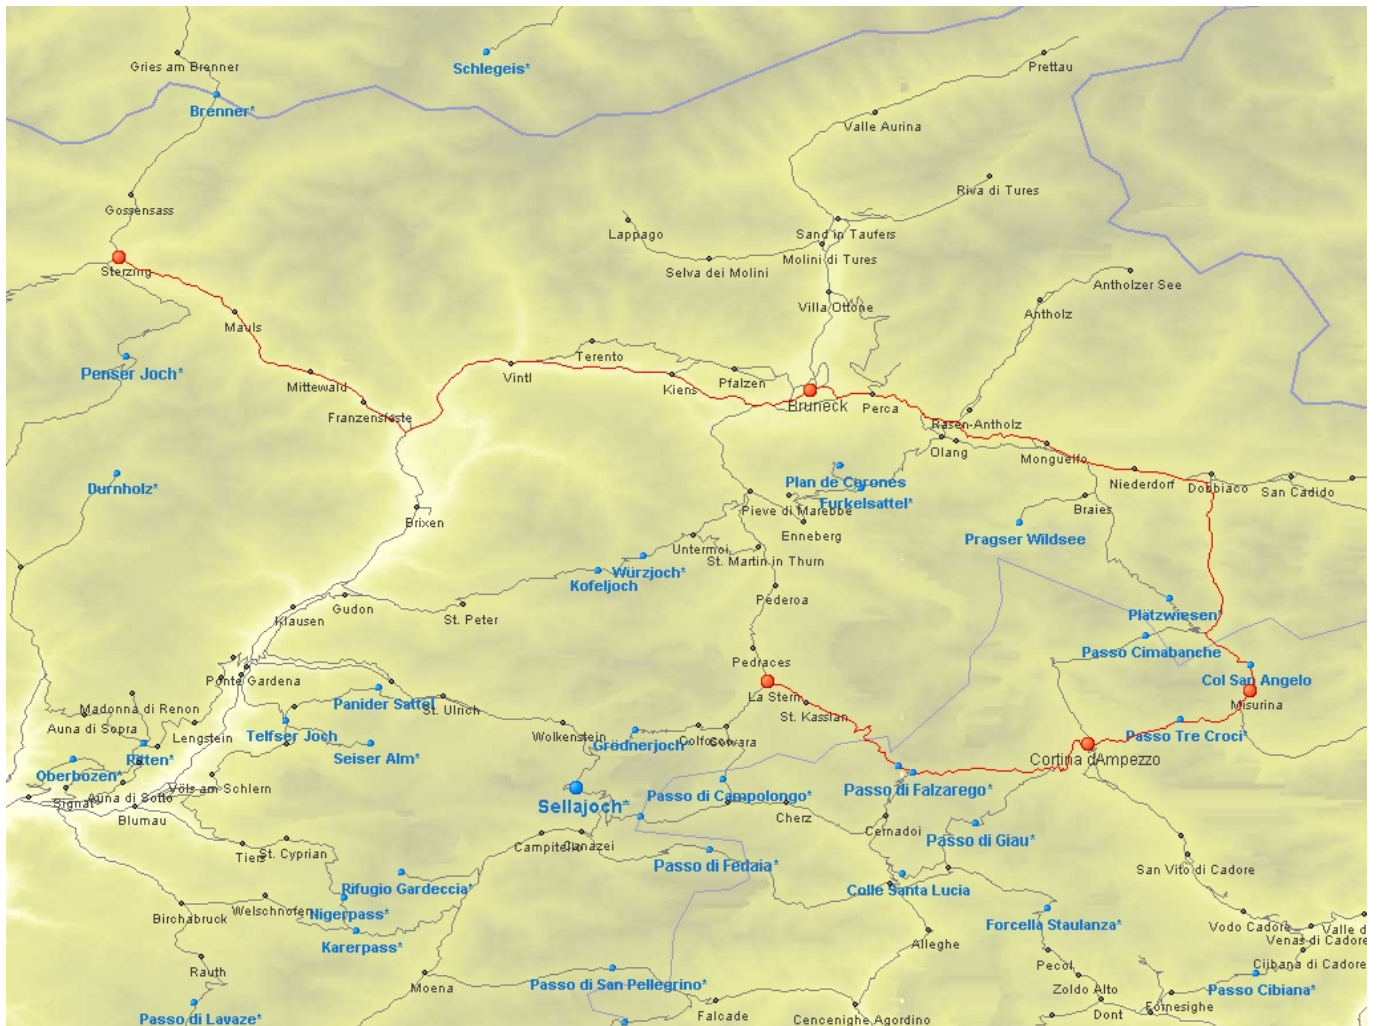 Gries am Brenner
Schlegeis*
Prettau
Brenner*
Valle Aurina
Riva di Tures
Gossensass
Lappago
Sand in Taufers
Molini di Tures
Selva dei Molini
Sterzing
Antholzer See
Villa Ottone
Antholz
Mauls
Terento
Penser Joch*
Vintl
Pfalzen
Mittewald
Kiens
Bruneck
Perca
Franzensfeste
Rasen-Antholz
Olang
Monguelfo
Plan de Corones
Niederdorf
Dobbiaco
San Cadido
Durnholz*
Furkelsattel*
Pieve di Marebbe
Braies
Brixen
Enneberg
Pragser Wildsee
Untermoi
St. Martin in Thurn
Würzjoch*
Kofeljoch
Pederoa
Gudon
St. Peter
Klausen
Plätzwiesen*
Passo Cimabanche
Pedraces
Ponte Gardena
Col San Angelo
La Stern
Misurina
Panider Sattel
St. Ulrich
Madonna di Renon
St. Kassian
Auna di Sopra
Telfser Joch
Wolkenstein
Grödnerjoch*
Colfosco
Corvara
Passo Tre Croci*
Lengstein
Ritten*
Seiser Alm*
Cortina d'Ampezzo
Oberbozen*
Völs am Schlern
Passo di Campolongo*
Passo di Falzarego*
Signat
Auna di Sotto
Sellajoch*
Blumau
Cherz
Cernadoi
Passo di Giau*
Campitello
Canazei
Tiers
St. Cyprian
Passo di Fedaia*
San Vito di Cadore
Rifugio Gardeccia*
Colle Santa Lucia
Welschnofen
Nigerpass*
Birchabruck
Forcella Staulanza*
Vodo Cadore
Valle d
Venas di Cadore
Karerpass*
Alleghe
Pecol
Cibana di Cadore
Rauth
Moena
Passo di San Pellegrino*
Zoldo Alto
Passo Cibiana*
Fornesighe
Passo di Lavaze*
Falcade
Cencenighe Agordino
Dont